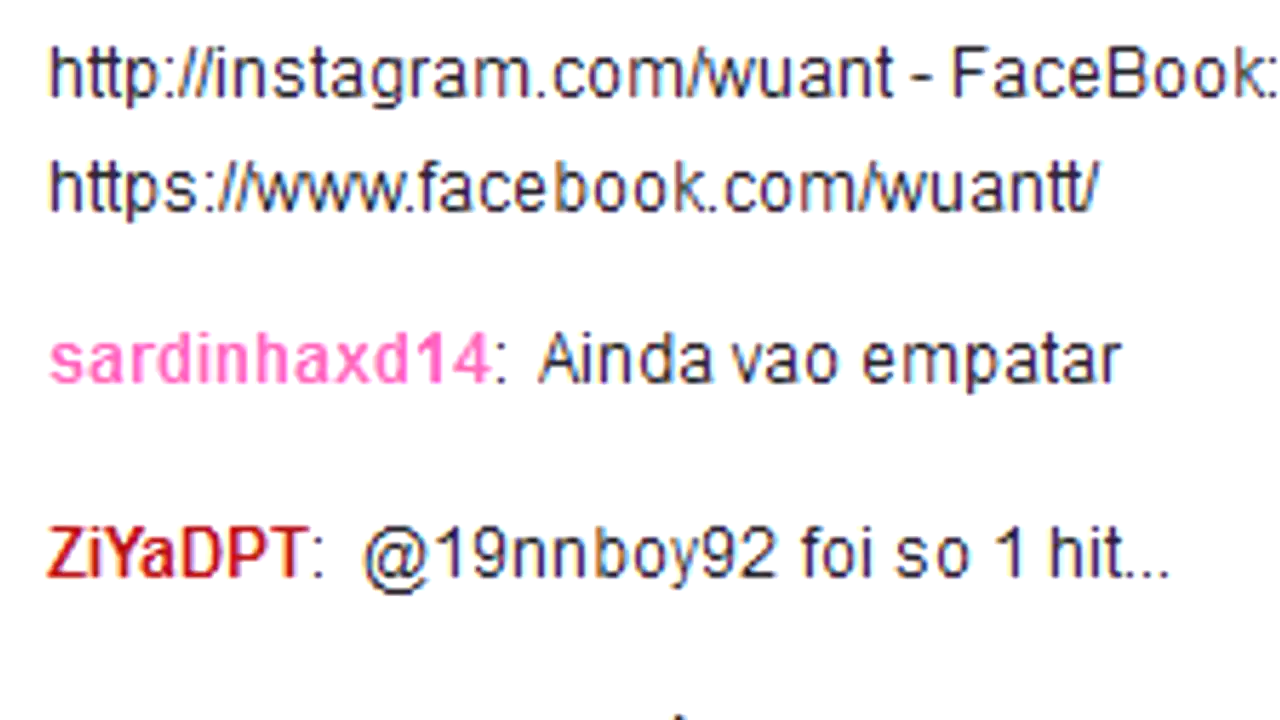 http://instagram.com/wuant - FaceBook:
https://www.facebook.com/wuantt/
sardinhaxd14: Ainda vao empatar
ZiYaDPT: @19nnboy92 foi so 1 hit...